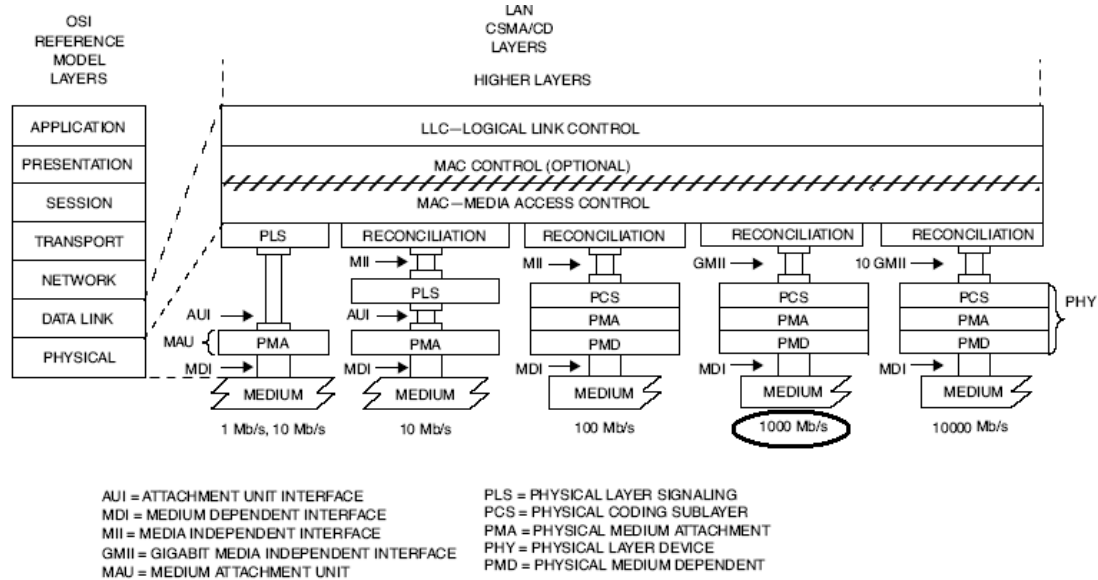 OSI
REFERENCE
MODEL
LAYERS
LAN
CSMA/CD
LAYERS
HIGHER LAYERS
APPLICATION
PRESENTATION
SESSION
TRANSPORT
NETWORK
DATA LINK
PHYSICAL
LLC—LOGICAL LINK CONTROL
MAC CONTROL (OPTIONAL)
MAC—MEDIA ACCESS CONTROL
PLS
AUI
MAU
PMA
MDI
MEDIUM
1 Mb/s, 10 Mb/s
RECONCILIATION
MII
PLS
AUI
PMA
MDI
MEDIUM
10 Mb/s
RECONCILIATION
MII
PCS
PMA
PMD
MDI
MEDIUM
100 Mb/s
RECONCILIATION
GMII
PCS
PMA
PMD
MDI
MEDIUM
1000 Mb/s
RECONCILIATION
10 GMII
PCS
PMA
PMD
PHY
MDI
MEDIUM
10000 Mb/s
AUI = ATTACHMENT UNIT INTERFACE
MDI = MEDIUM DEPENDENT INTERFACE
MII = MEDIA INDEPENDENT INTERFACE
GMII = GIGABIT MEDIA INDEPENDENT INTERFACE
MAU = MEDIUM ATTACHMENT UNIT
PLS = PHYSICAL LAYER SIGNALING
PCS = PHYSICAL CODING SUBLAYER
PMA = PHYSICAL MEDIUM ATTACHMENT
PHY = PHYSICAL LAYER DEVICE
PMD = PHYSICAL MEDIUM DEPENDENT